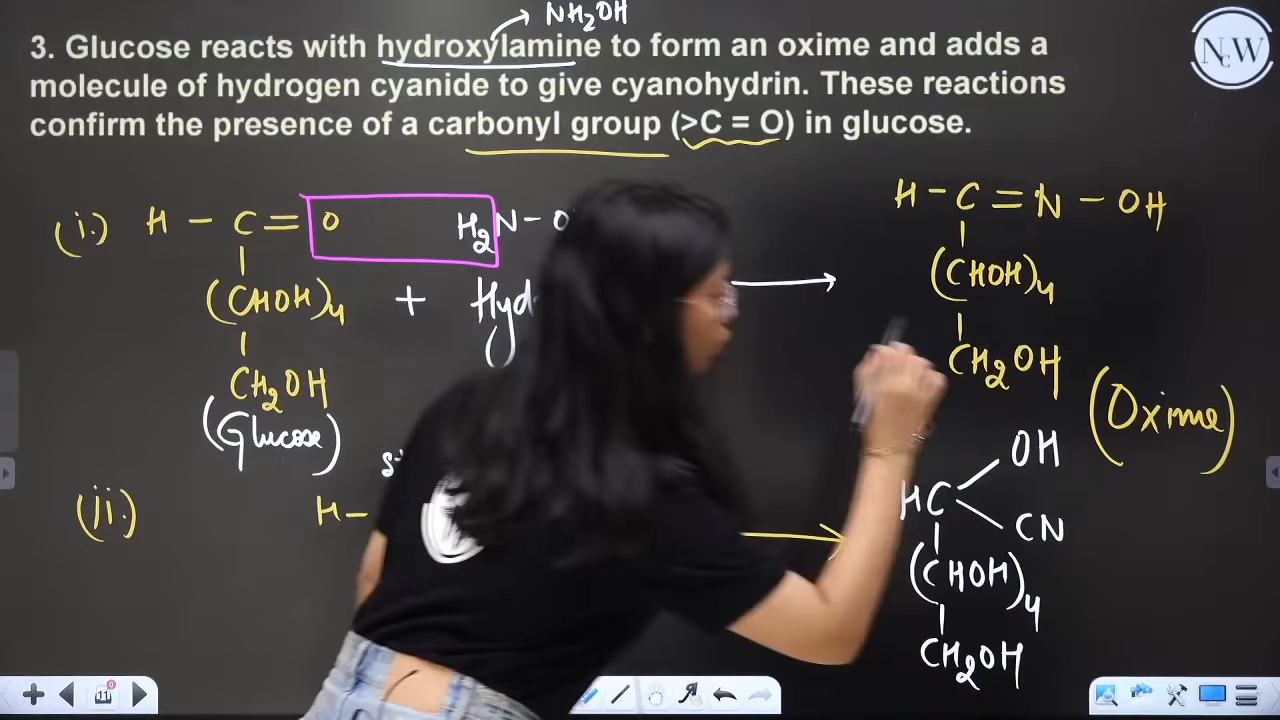 NH2OH
3. Glucose reacts with hydroxylamine to form an oxime and adds a
molecule of hydrogen cyanide to give cyanohydrin. These reactions
confirm the presence of a carbonyl group (>C = O) in glucose.
NCW
(i.) H - C = O H2N - O
(CHOH)4 +
CH2OH
(Glucose)
H - C = N - OH
(CHOH)4
CH2OH
(Oxime)
(ii.) H -
OH
HC
CN
(CHOH)4
CH2OH
11